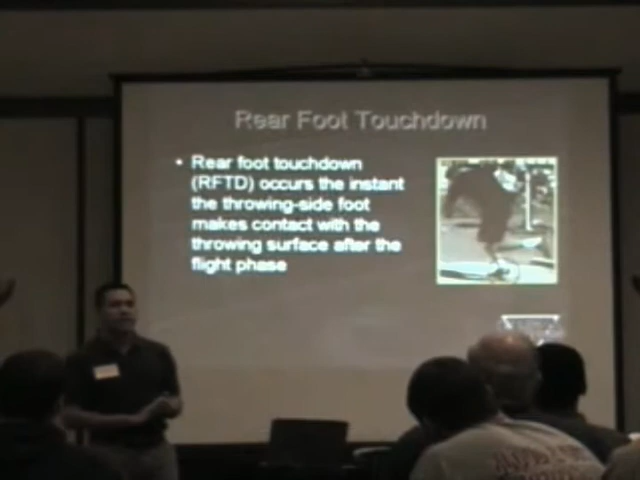 Rear Foot Touchdown
• Rear foot touchdown
(RFTD) occurs the instant
the throwing-side foot
makes contact with the
throwing surface after the
flight phase